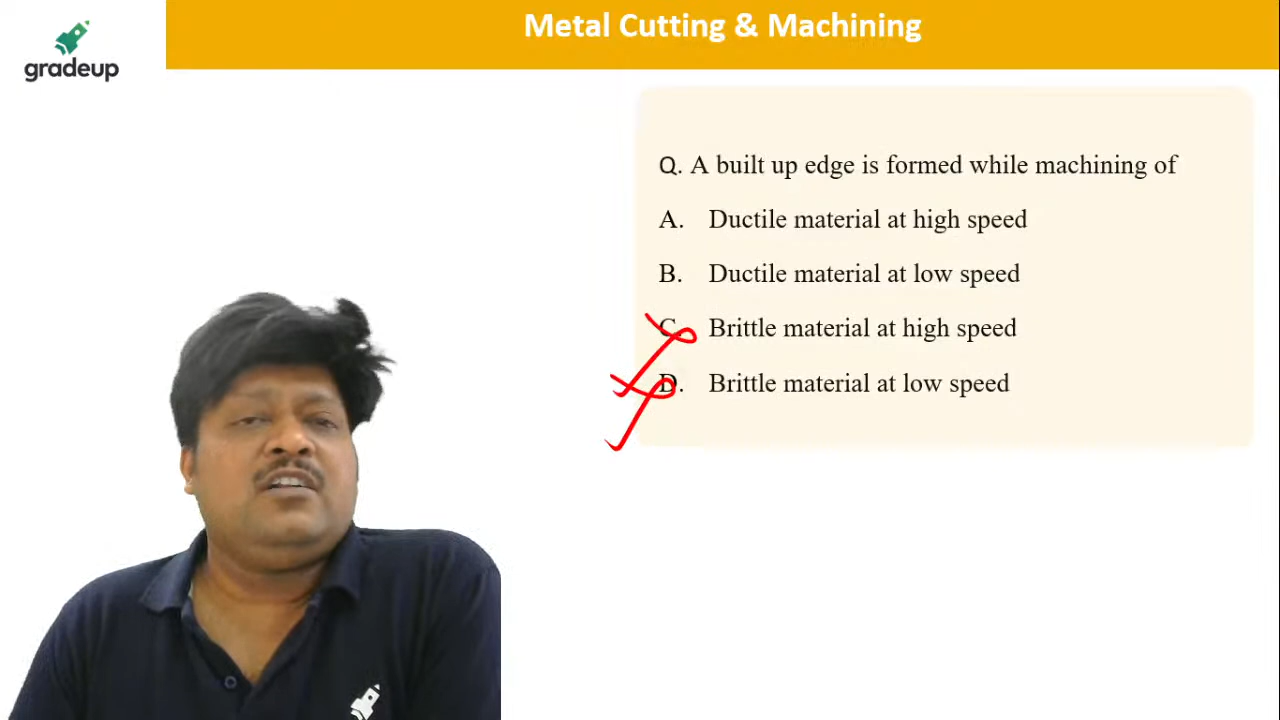 Metal Cutting & Machining
gradeup
Q. A built up edge is formed while machining of
A. Ductile material at high speed
B. Ductile material at low speed
C. Brittle material at high speed
D. Brittle material at low speed